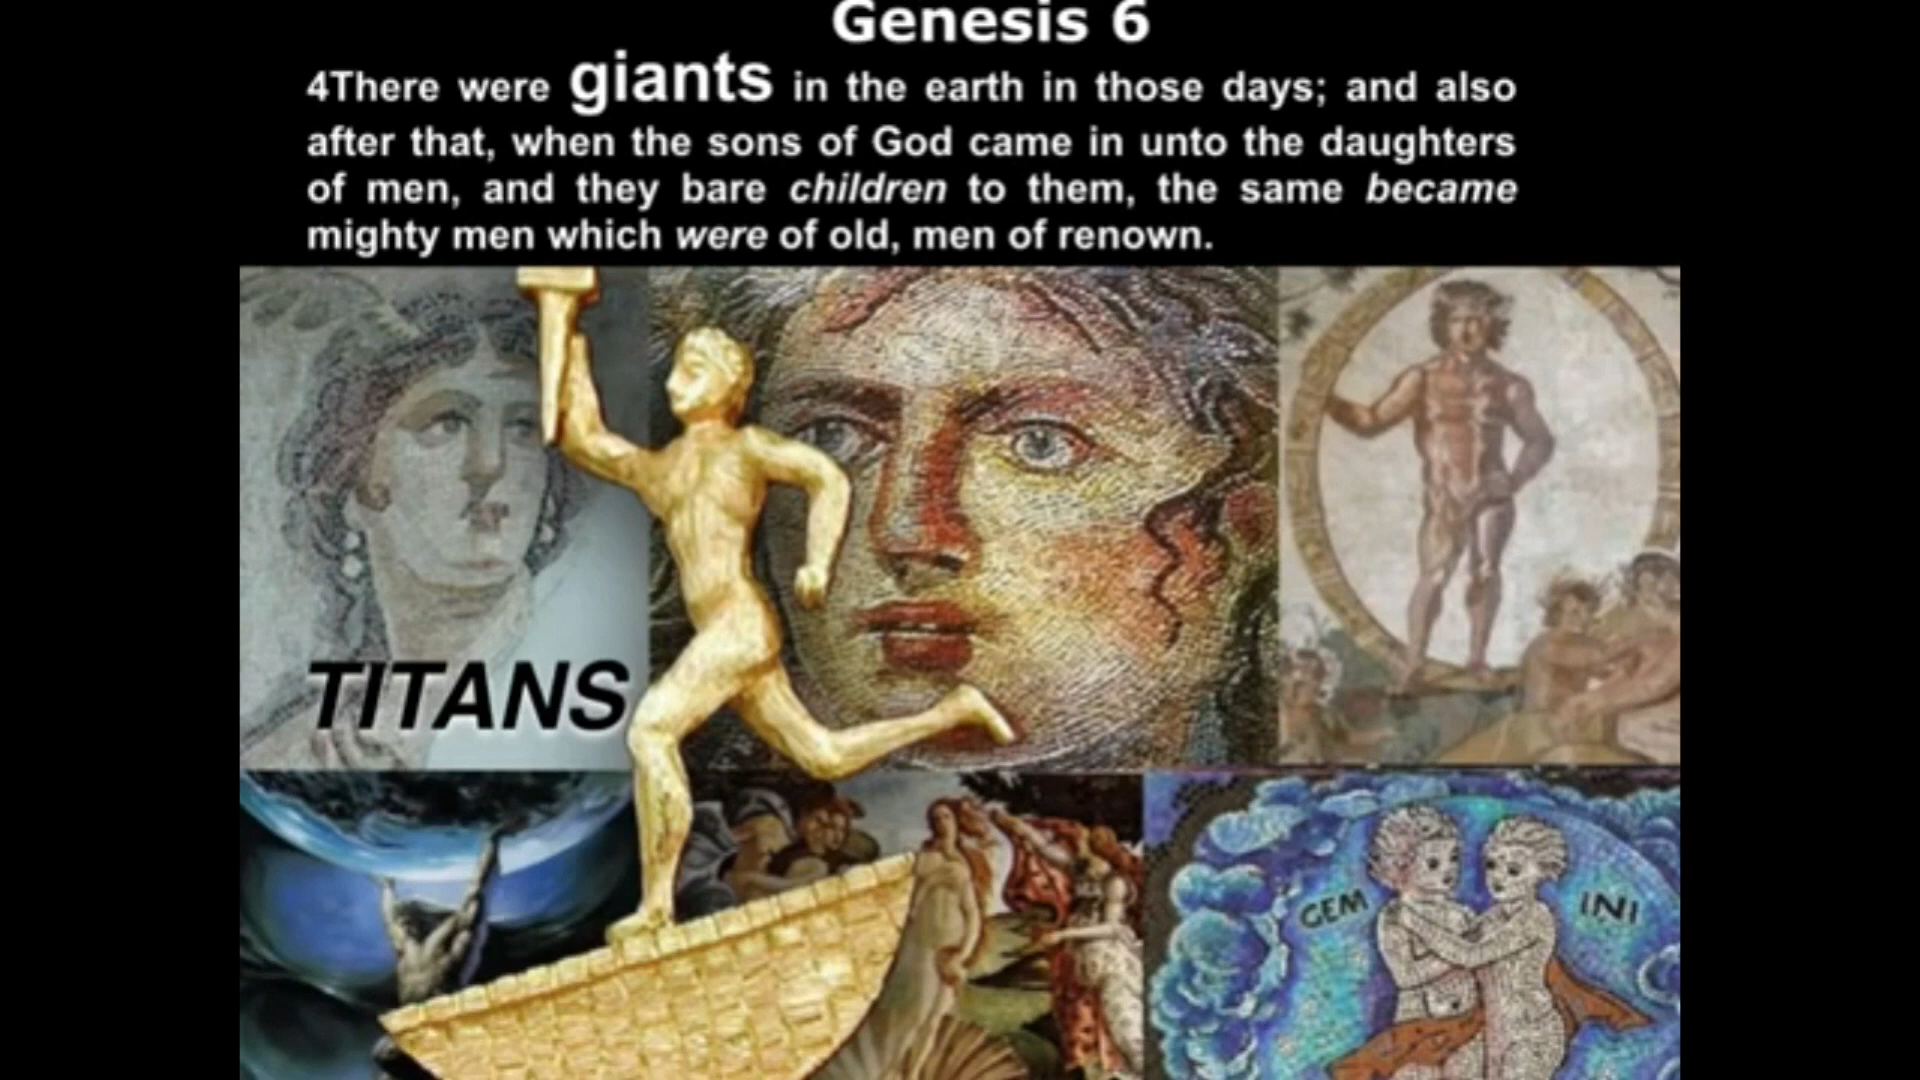 Genesis 6
4There were giants in the earth in those days; and also
after that, when the sons of God came in unto the daughters
of men, and they bare children to them, the same became
mighty men which were of old, men of renown.
TITANS
GEM INI